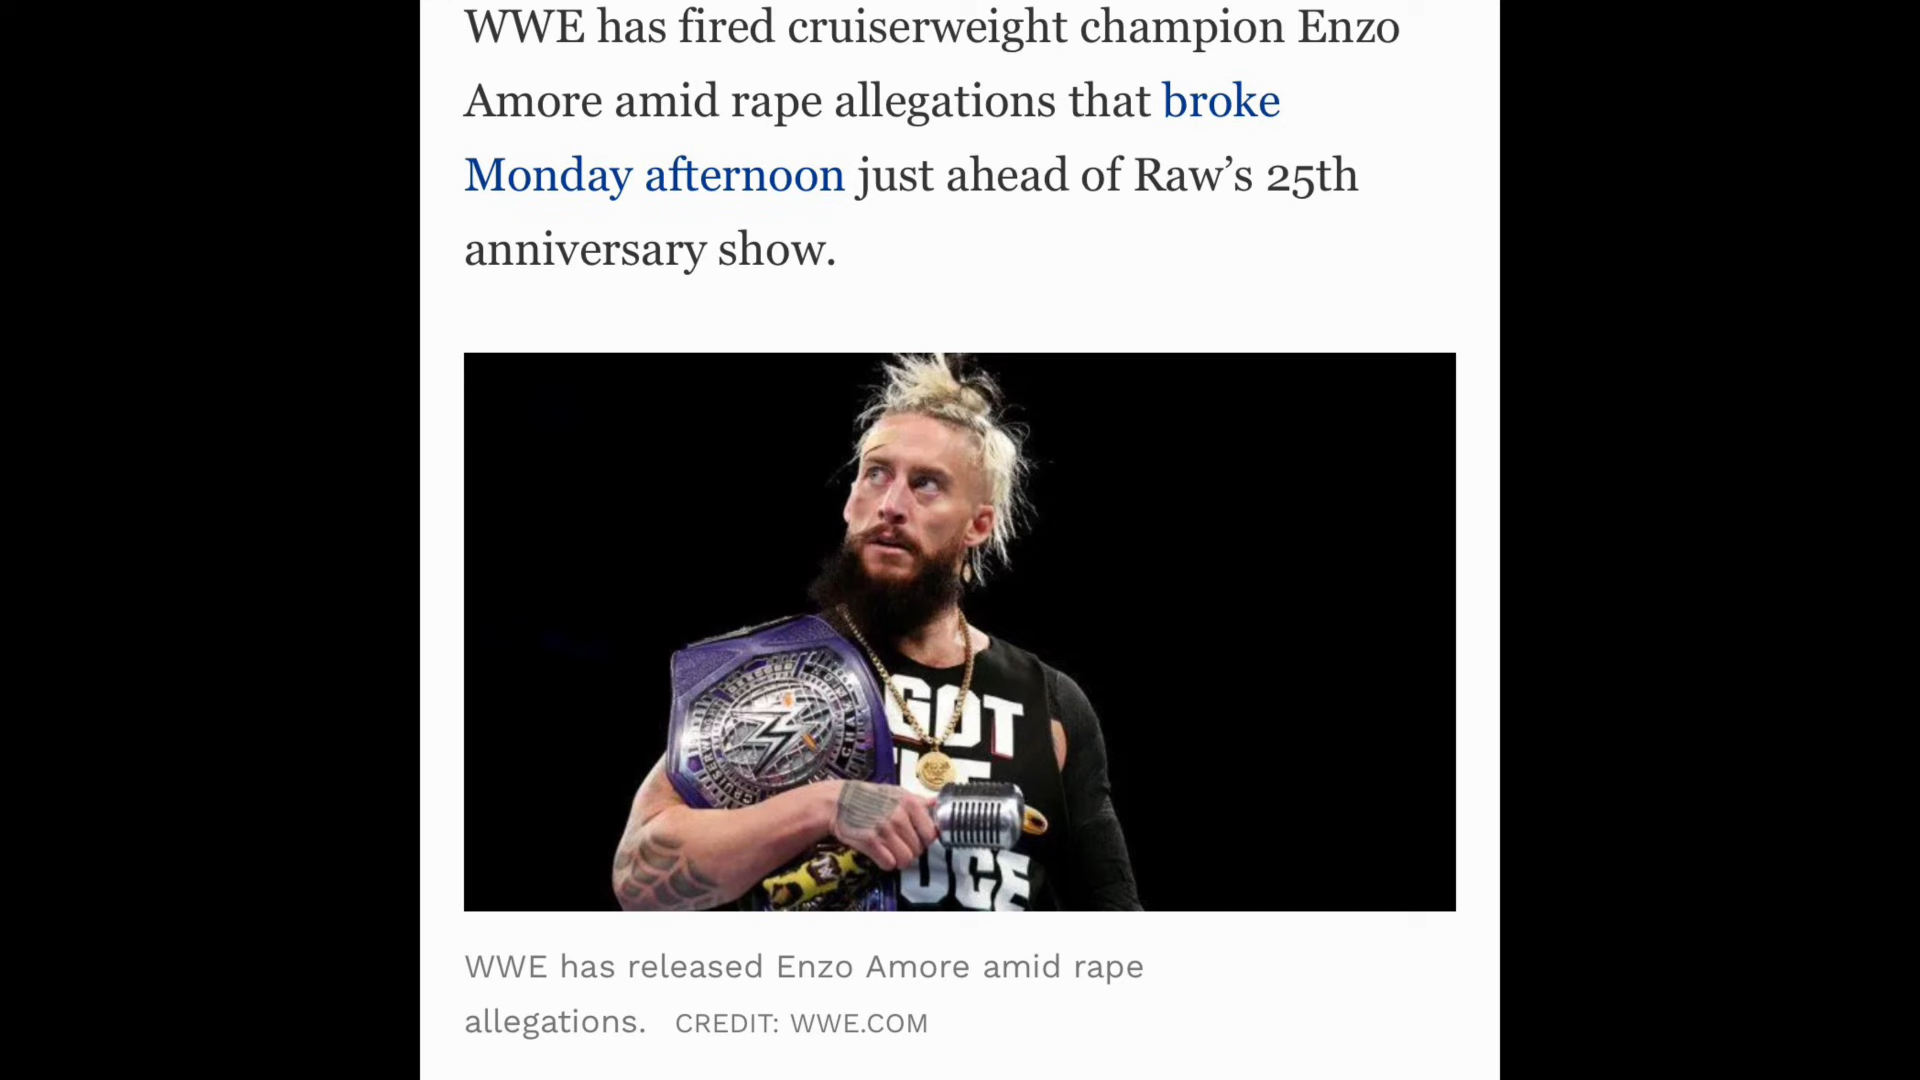 WWE has fired cruiserweight champion Enzo
Amore amid rape allegations that broke
Monday afternoon just ahead of Raw’s 25th
anniversary show.
GOT
WWE has released Enzo Amore amid rape
allegations. CREDIT: WWE.COM